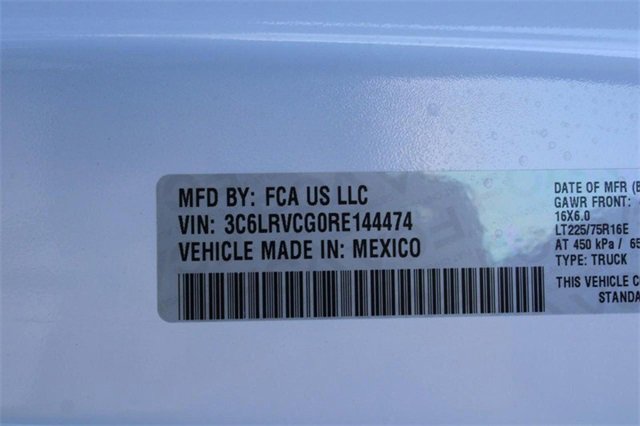 MFD BY: FCA US LLC
VIN: 3C6LRVCG0RE144474
VEHICLE MADE IN: MEXICO
DATE OF MFR
GAWR FRONT:
16X6.0
LT225/75R16E
AT 450 kPa / 65
TYPE: TRUCK
THIS VEHICLE